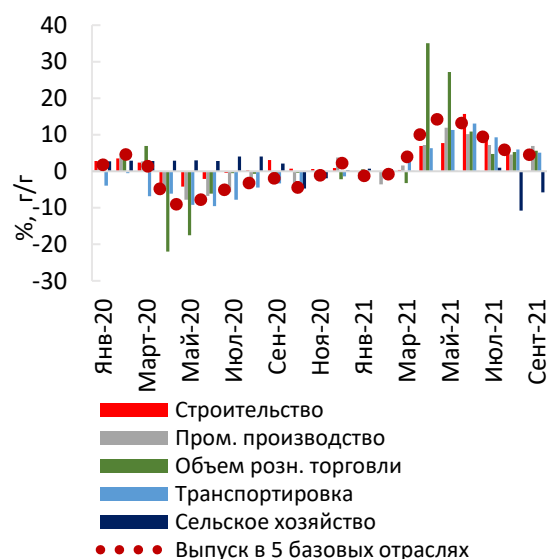 %, г/г
40
30
20
10
0
-10
-20
-30
Янв-20
Март-20
Май-20
Июл-20
Сен-20
Ноя-20
Янв-21
Мар-21
Май-21
Июл-21
Сент-21
Строительство
Пром. производство
Объем розн. торговли
Транспортировка
Сельское хозяйство
Выпуск в 5 базовых отраслях